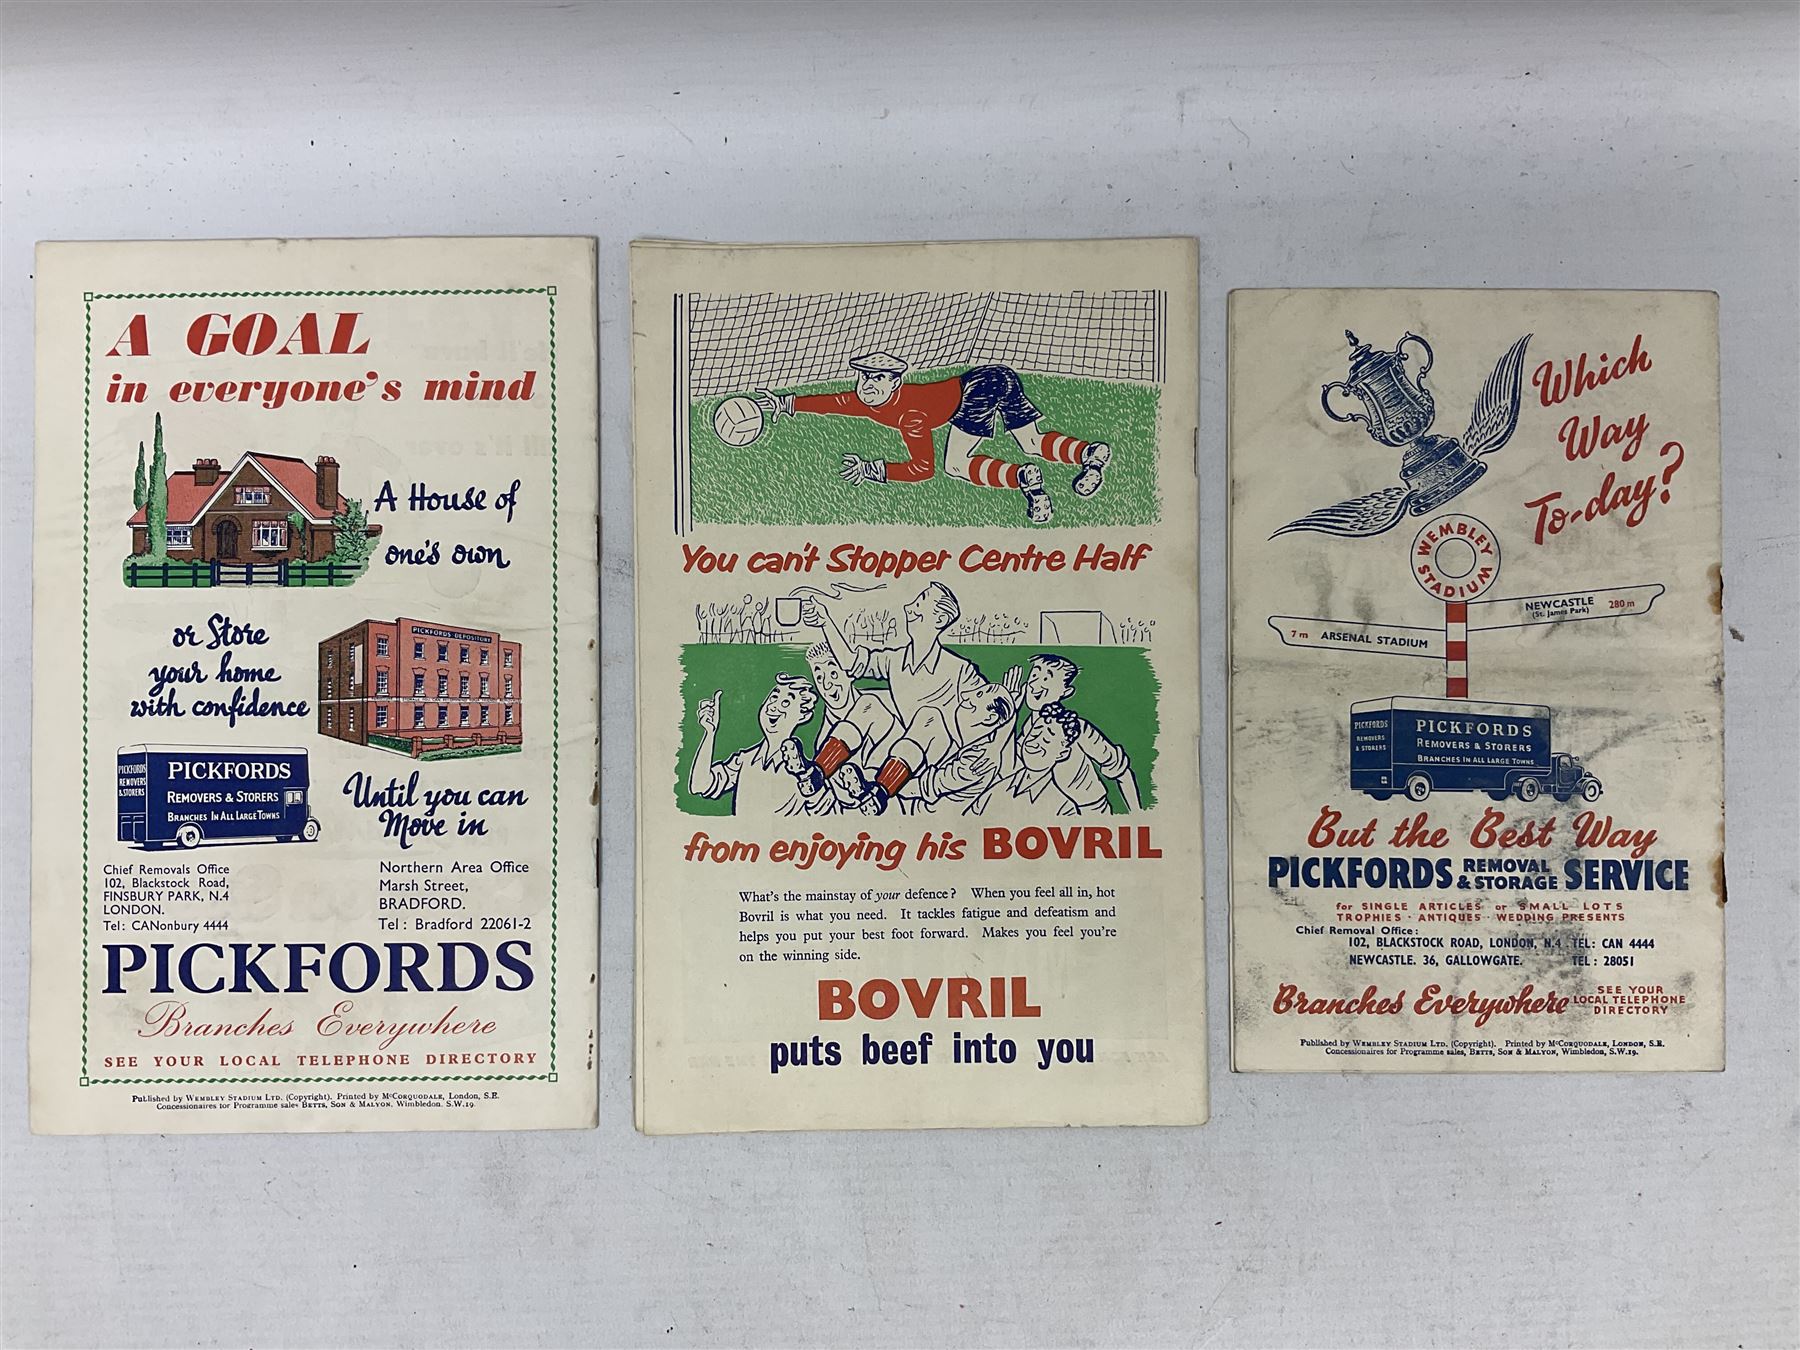 A GOAL
in everyone's mind
A House of
one's own
or Store
your home
with confidence
PICKFORDS DEPOSITORY
PICKFORDS
REMOVERS
& STORERS
PICKFORDS
REMOVERS & STORERS
BRANCHES IN ALL LARGE TOWNS
Until you can
Move in
Chief Removals Office
102, Blackstock Road,
FINSBURY PARK, N.4
LONDON.
Tel: CANonbury 4444
Northern Area Office
Marsh Street,
BRADFORD.
Tel: Bradford 22061-2
PICKFORDS
Branches Everywhere
SEE YOUR LOCAL TELEPHONE DIRECTORY
Published by WEMBLEY STADIUM LTD. (Copyright). Printed by McCORQUODALE, London, S.E.
Concessionaires for Programme sales BETTS, SON & MALYON, Wimbledon. S.W.19.
You can't Stopper Centre Half
from enjoying his BOVRIL
What's the mainstay of your defence? When you feel all in, hot
Bovril is what you need. It tackles fatigue and defeatism and
helps you put your best foot forward. Makes you feel you're
on the winning side.
BOVRIL
puts beef into you
Which
Way
To-day?
WEMBLEY STADIUM
NEWCASTLE 280 m
(St. James Park)
7 m ARSENAL STADIUM
PICKFORDS
REMOVERS
& STORERS
PICKFORDS
REMOVERS & STORERS
BRANCHES IN ALL LARGE TOWNS
But the Best Way
PICKFORDS REMOVAL & STORAGE SERVICE
for SINGLE ARTICLES or SMALL LOTS
TROPHIES · ANTIQUES · WEDDING PRESENTS
Chief Removal Office:
102, BLACKSTOCK ROAD, LONDON, N.4 TEL: CAN 4444
NEWCASTLE. 36, GALLOWGATE. TEL: 28051
Branches Everywhere SEE YOUR
LOCAL TELEPHONE
DIRECTORY
Published by WEMBLEY STADIUM LTD. (Copyright). Printed by McCORQUODALE, LONDON, S.E.
Concessionaires for Programme sales, BETTS, SON & MALYON, Wimbledon, S.W.19.